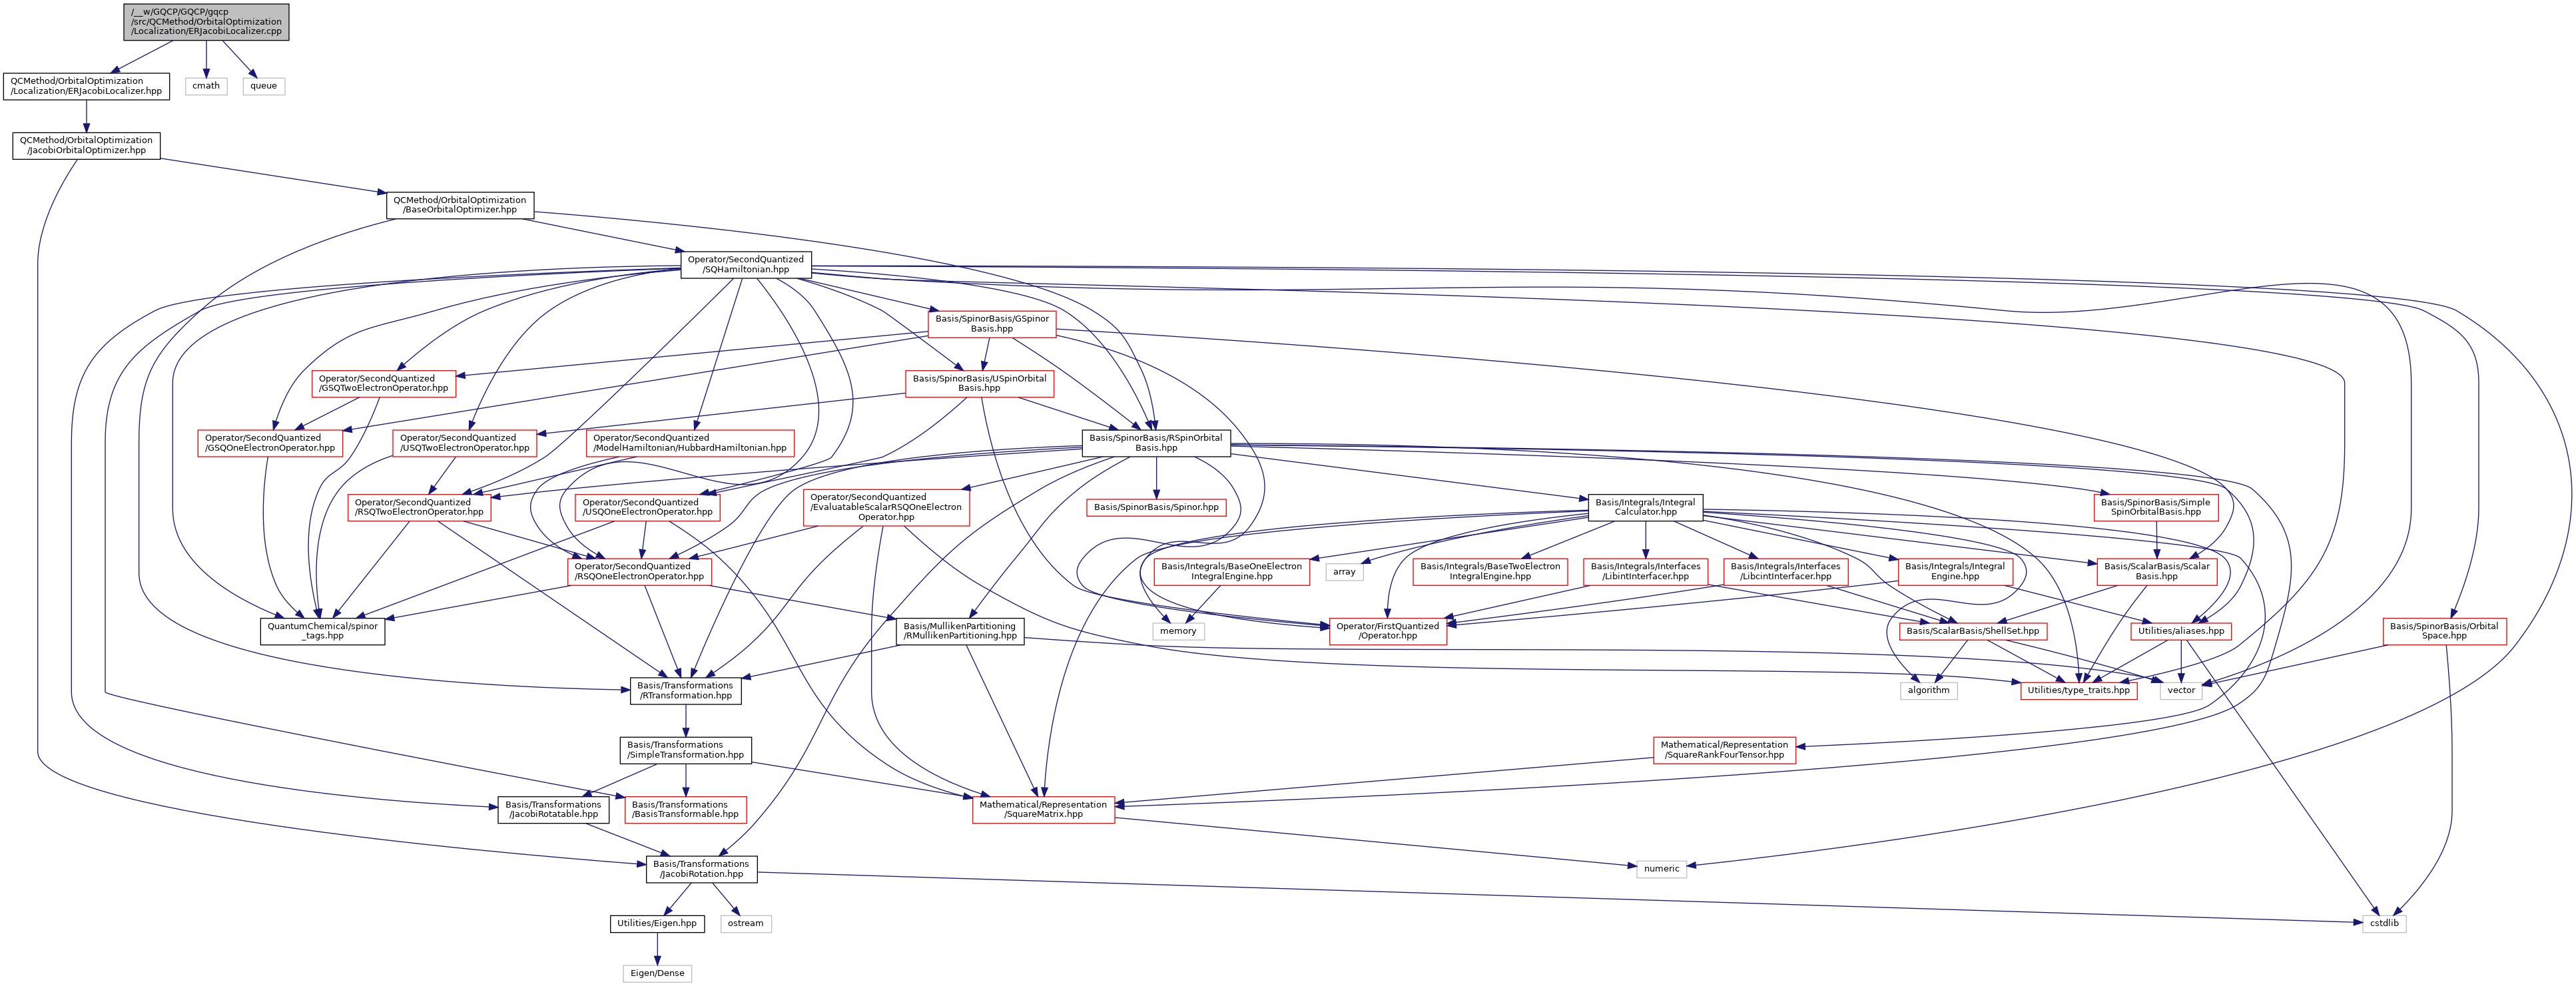 /__w/GQCP/GQCP/gqcp
/src/QCMethod/OrbitalOptimization
/Localization/ERJacobiLocalizer.cpp
QCMethod/OrbitalOptimization
/Localization/ERJacobiLocalizer.hpp
cmath
queue
QCMethod/OrbitalOptimization
/JacobiOrbitalOptimizer.hpp
QCMethod/OrbitalOptimization
/BaseOrbitalOptimizer.hpp
Operator/SecondQuantized
/SQHamiltonian.hpp
Basis/SpinorBasis/GSpinor
Basis.hpp
Operator/SecondQuantized
/GSQTwoElectronOperator.hpp
Basis/SpinorBasis/USpinOrbital
Basis.hpp
Operator/SecondQuantized
/GSQOneElectronOperator.hpp
Operator/SecondQuantized
/USQTwoElectronOperator.hpp
Operator/SecondQuantized
/ModelHamiltonian/HubbardHamiltonian.hpp
Basis/SpinorBasis/RSpinOrbital
Basis.hpp
Operator/SecondQuantized
/RSQTwoElectronOperator.hpp
Operator/SecondQuantized
/USQOneElectronOperator.hpp
Operator/SecondQuantized
/EvaluatableScalarRSQOneElectron
Operator.hpp
Basis/SpinorBasis/Spinor.hpp
Basis/Integrals/Integral
Calculator.hpp
Basis/SpinorBasis/Simple
SpinOrbitalBasis.hpp
Operator/SecondQuantized
/RSQOneElectronOperator.hpp
Basis/Integrals/BaseOneElectron
IntegralEngine.hpp
array
Basis/Integrals/BaseTwoElectron
IntegralEngine.hpp
Basis/Integrals/Interfaces
/LibintInterfacer.hpp
Basis/Integrals/Interfaces
/LibcintInterfacer.hpp
Basis/Integrals/Integral
Engine.hpp
Basis/ScalarBasis/Scalar
Basis.hpp
QuantumChemical/spinor
_tags.hpp
Basis/MullikenPartitioning
/RMullikenPartitioning.hpp
memory
Operator/FirstQuantized
/Operator.hpp
Basis/ScalarBasis/ShellSet.hpp
Utilities/aliases.hpp
Basis/SpinorBasis/Orbital
Space.hpp
Basis/Transformations
/RTransformation.hpp
algorithm
Utilities/type_traits.hpp
vector
Basis/Transformations
/SimpleTransformation.hpp
Mathematical/Representation
/SquareRankFourTensor.hpp
Basis/Transformations
/JacobiRotatable.hpp
Basis/Transformations
/BasisTransformable.hpp
Mathematical/Representation
/SquareMatrix.hpp
Basis/Transformations
/JacobiRotation.hpp
numeric
Utilities/Eigen.hpp
ostream
cstdlib
Eigen/Dense